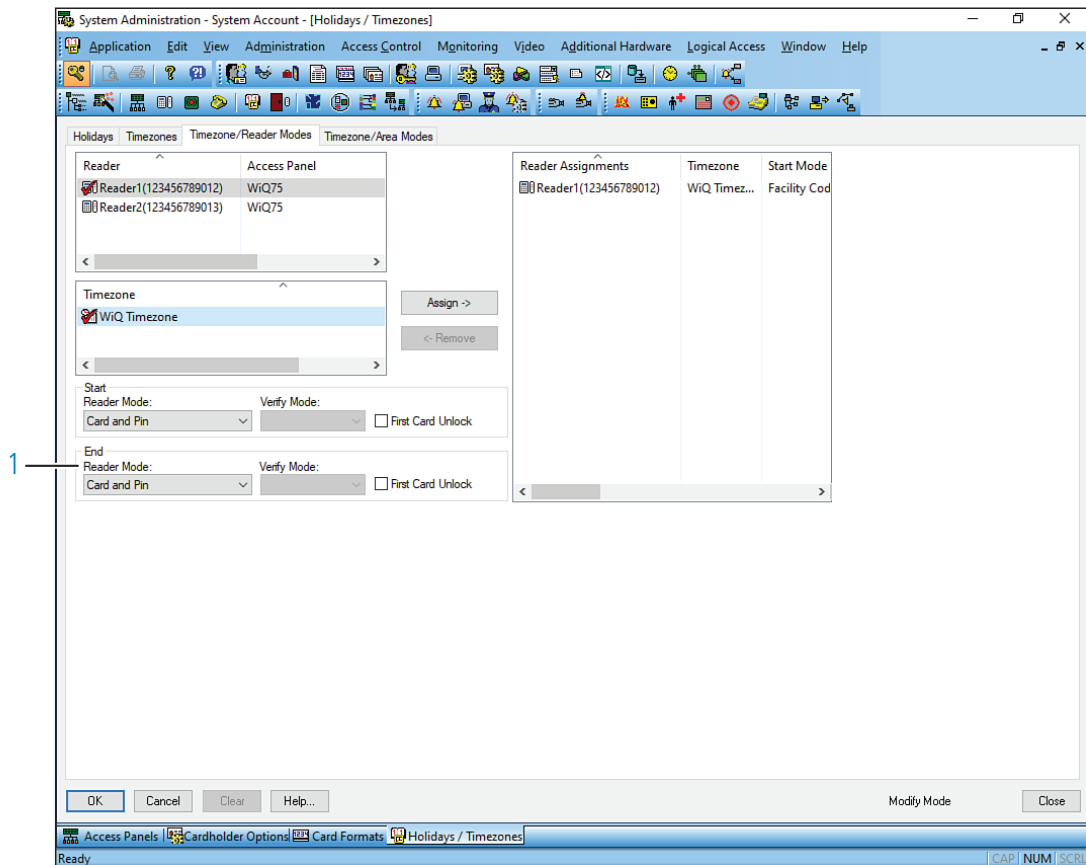 System Administration - System Account - [Holidays / Timezones]
Application Edit View Administration Access Control Monitoring Video Additional Hardware Logical Access Window Help
Holidays Timezones Timezone/Reader Modes Timezone/Area Modes
Reader Access Panel
Reader1(123456789012) WiQ75
Reader2(123456789013) WiQ75
Timezone
WiQ Timezone
Assign ->
<- Remove
Reader Assignments Timezone Start Mode
Reader1(123456789012) WiQ Timez... Facility Cod
Start
Reader Mode: Verify Mode:
Card and Pin First Card Unlock
1
End
Reader Mode: Verify Mode:
Card and Pin First Card Unlock
OK Cancel Clear Help... Modify Mode Close
Access Panels Cardholder Options Card Formats Holidays / Timezones
Ready CAP NUM SCRL